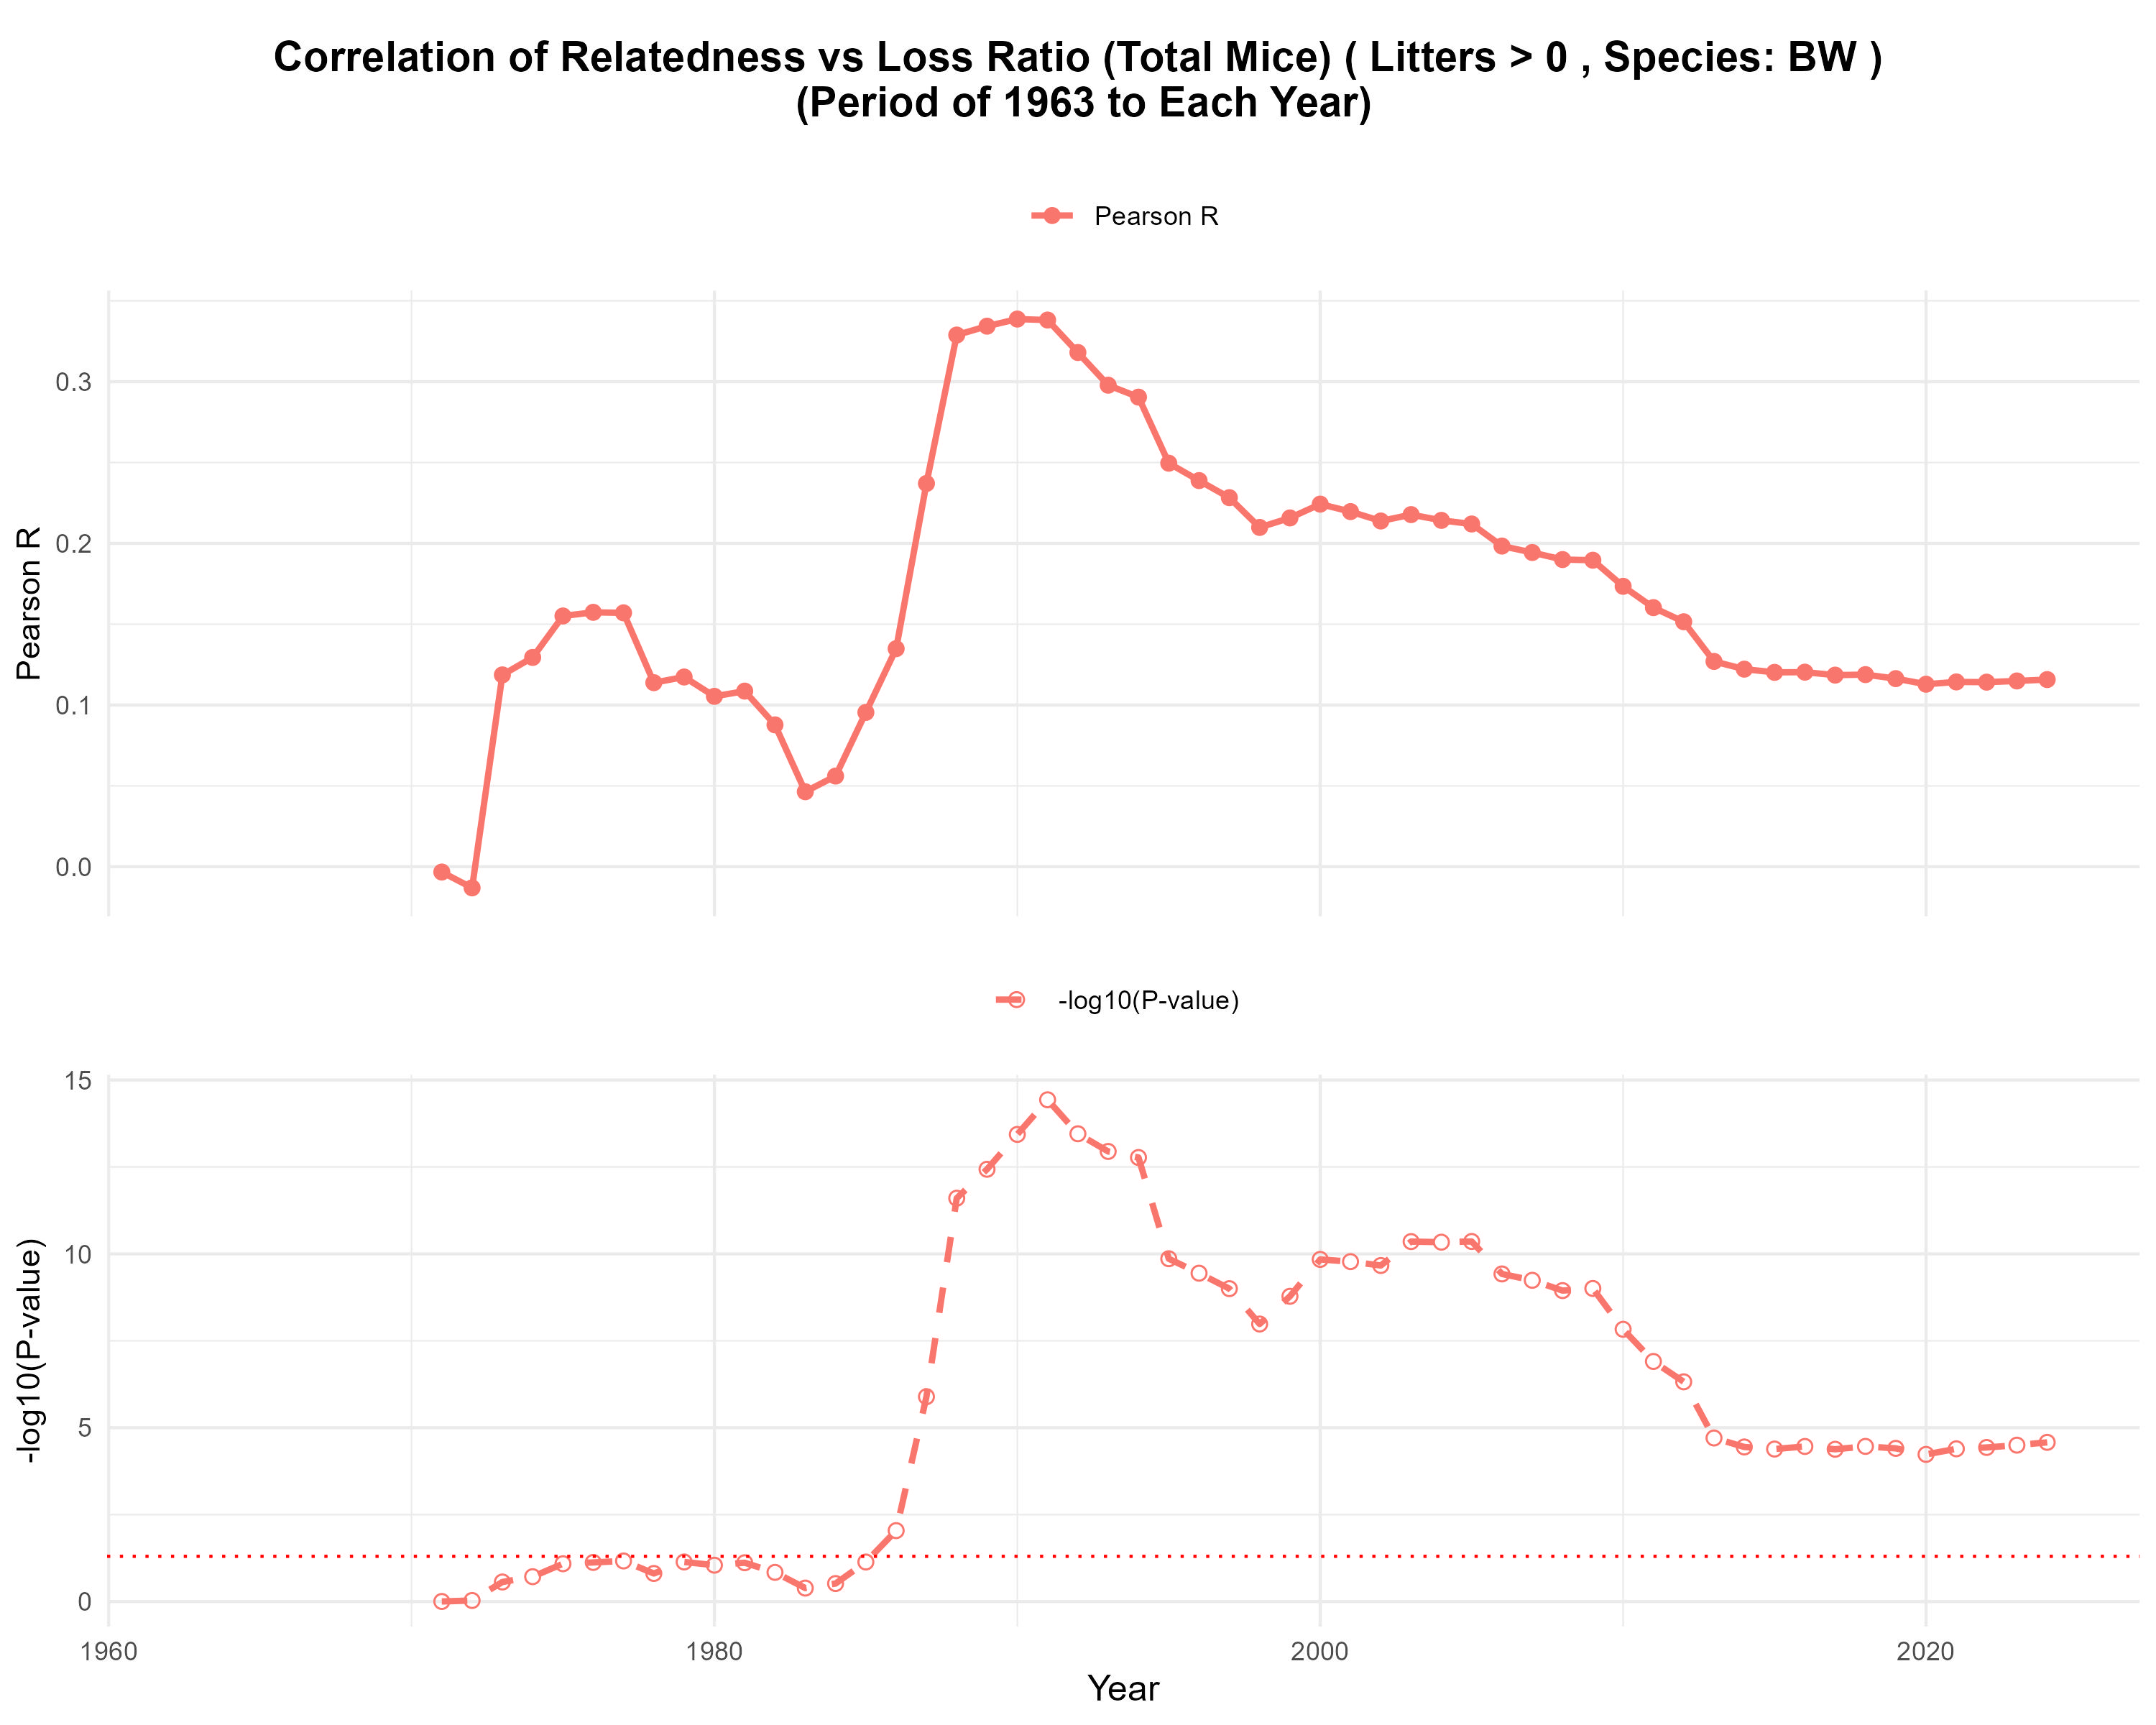 Correlation of Relatedness vs Loss Ratio (Total Mice) ( Litters > 0 , Species: BW )
(Period of 1963 to Each Year)
Pearson R
Pearson R
0.3
0.2
0.1
0.0
-log10(P-value)
-log10(P-value)
15
10
5
0
1960
1980
2000
2020
Year